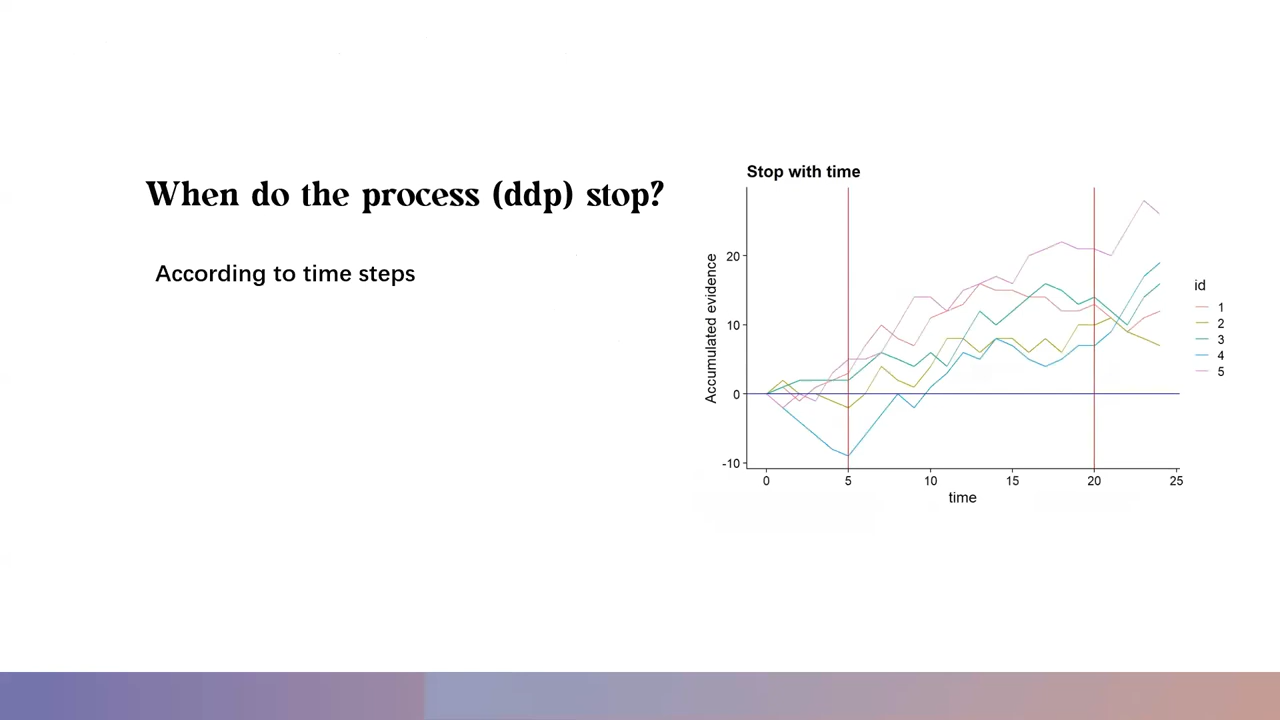 When do the process (ddp) stop?
According to time steps
Stop with time
Accumulated evidence
20
10
0
-10
0
5
10
15
20
25
time
id
1
2
3
4
5